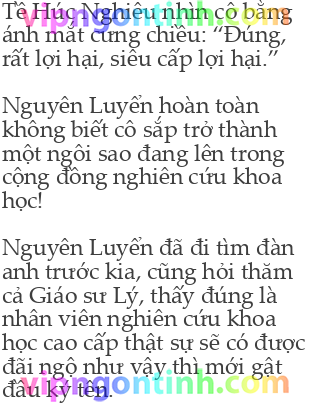 Tề Húc Nghiêu nhìn cô bằng
ánh mắt cưng chiều: “Đúng,
rất lợi hại, siêu cấp lợi hại.”
Nguyên Luyển hoàn toàn
không biết cô sắp trở thành
một ngôi sao đang lên trong
cộng đồng nghiên cứu khoa
học!
Nguyên Luyển đã đi tìm đàn
anh trước kia, cũng hỏi thăm
cả Giáo sư Lý, thấy đúng là
nhân viên nghiên cứu khoa
học cao cấp thật sự sẽ có được
đãi ngộ như vậy thì mới gật
đầu ký tên.
vipngontinh.com
vipngontinh.com